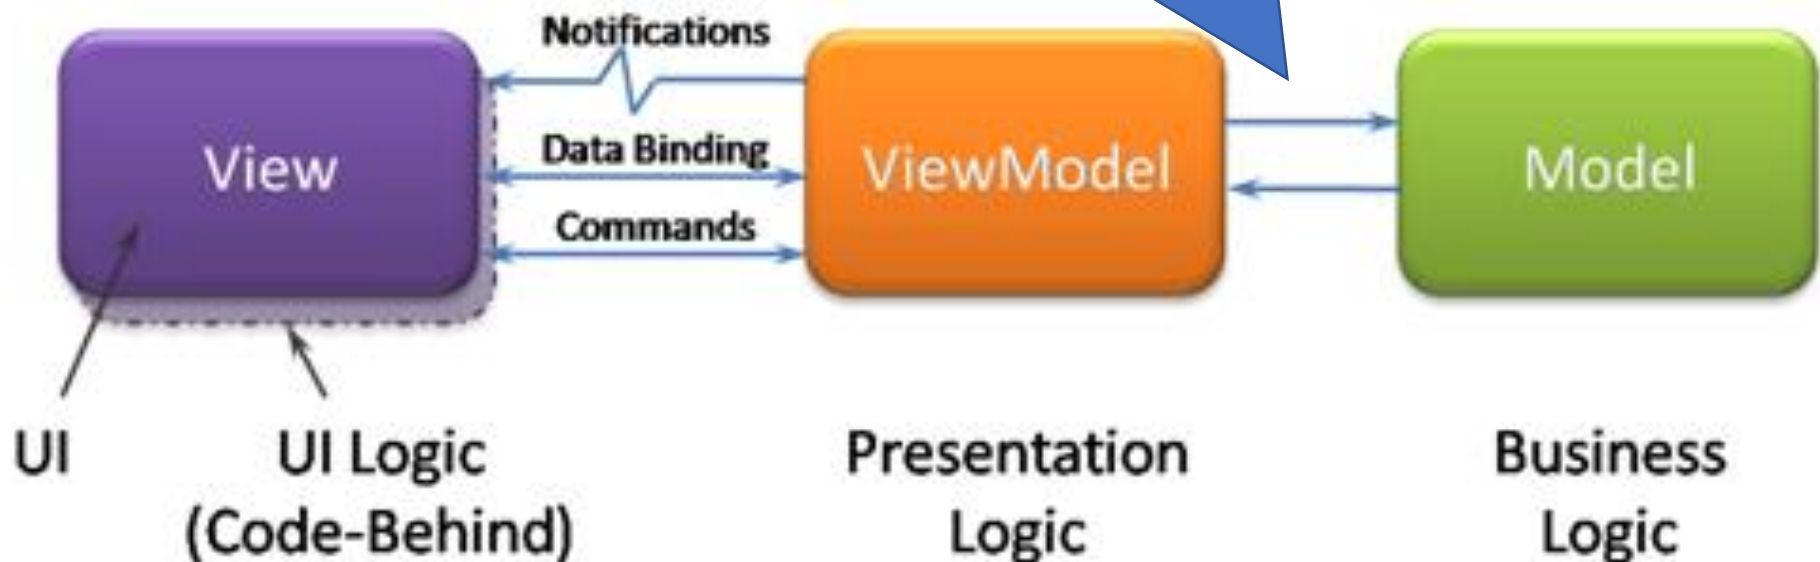 Notifications
Data Binding
Commands
View
ViewModel
Model
UI
UI Logic
(Code-Behind)
Presentation
Logic
Business
Logic